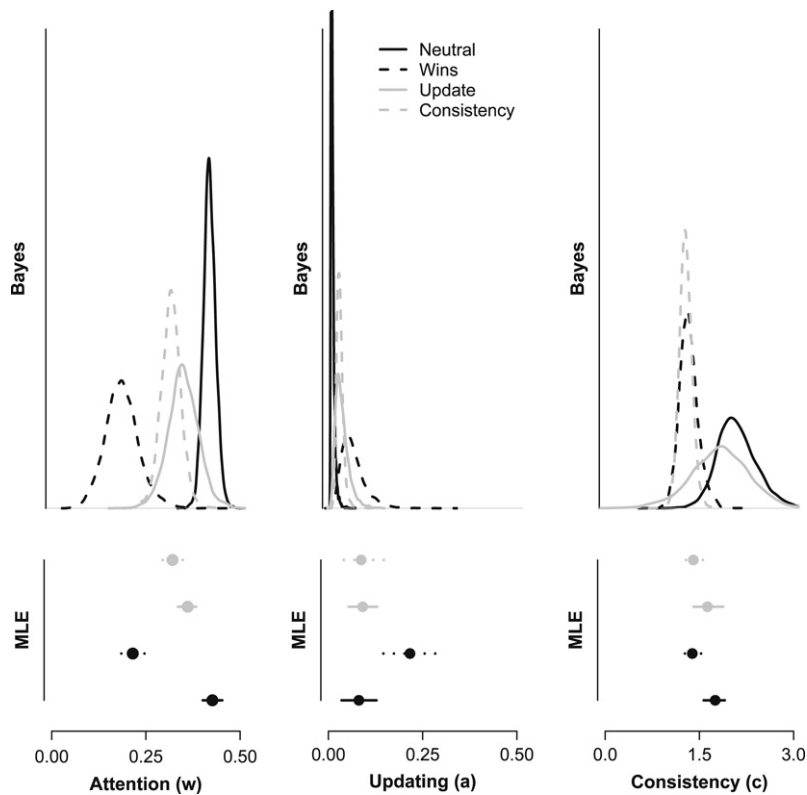 Neutral
Wins
Update
Consistency
Bayes
Bayes
Bayes
MLE
MLE
MLE
0.00 0.25 0.50
0.00 0.25 0.50
0.0 1.5 3.0
Attention (w)
Updating (a)
Consistency (c)